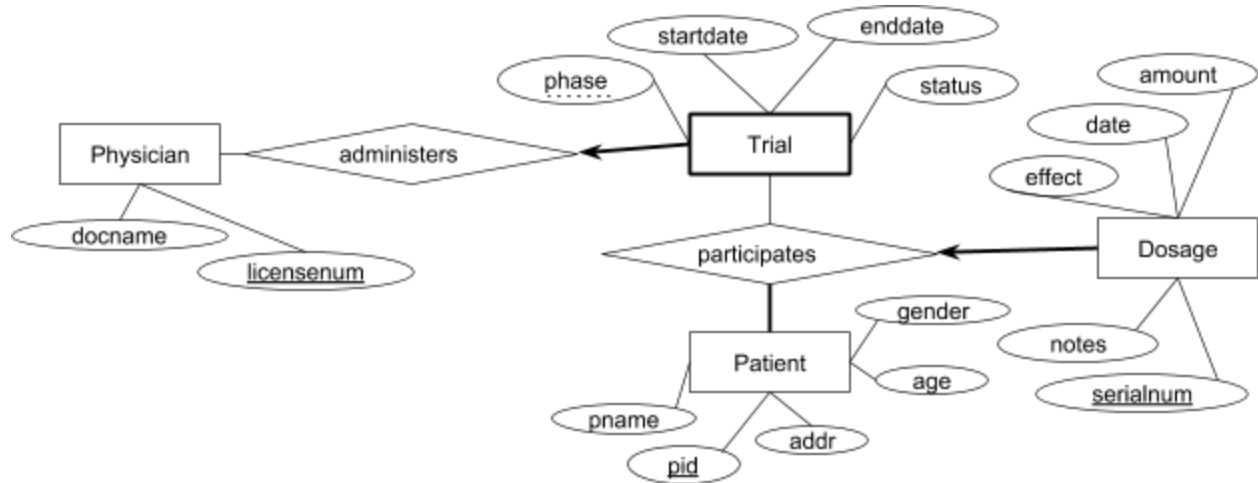 startdate
enddate
phase
status
amount
Physician
administers
Trial
date
effect
docname
licensenum
participates
Dosage
gender
Patient
notes
age
serialnum
pname
addr
pid